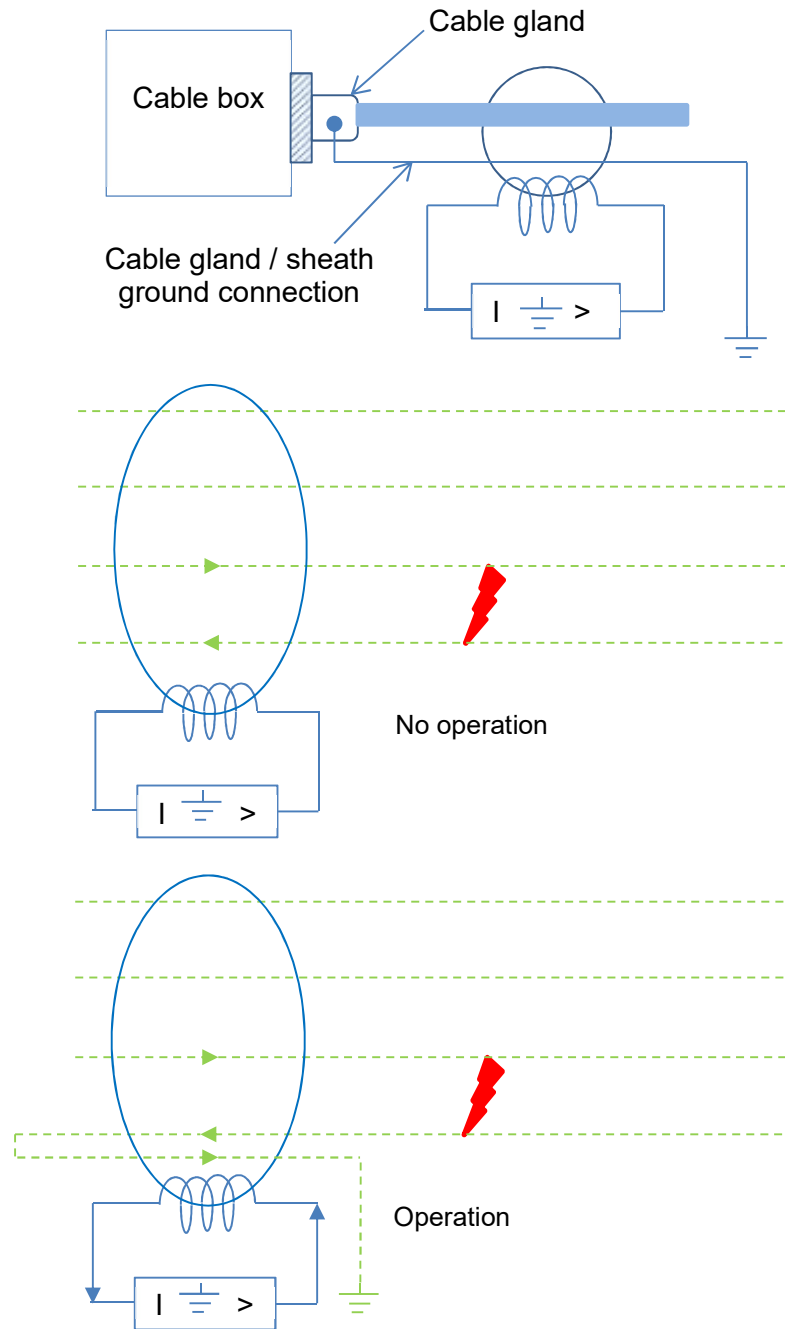 Cable gland
Cable box
Cable gland / sheath
ground connection
I >
No operation
I >
Operation
I >